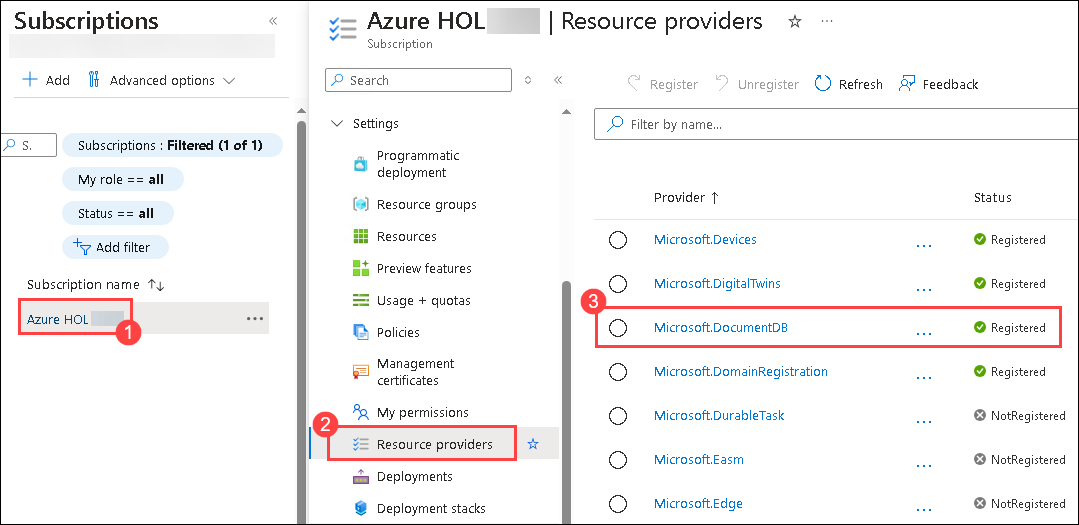 Subscriptions
«
Add
Advanced options
S.
Subscriptions : Filtered (1 of 1)
My role == all
Status == all
Add filter
Subscription name ↑↓
Azure HOL
...
1
Azure HOL | Resource providers
...
Subscription
Search
«
Settings
Programmatic
deployment
Resource groups
Resources
Preview features
Usage + quotas
Policies
Management
certificates
My permissions
2
Resource providers
Deployments
Deployment stacks
Register
Unregister
Refresh
Feedback
Filter by name...
Provider ↑ Status
Microsoft.Devices ... Registered
Microsoft.DigitalTwins ... Registered
3
Microsoft.DocumentDB ... Registered
Microsoft.DomainRegistration ... Registered
Microsoft.DurableTask ... NotRegistered
Microsoft.Easm ... NotRegistered
Microsoft.Edge ... NotRegistered